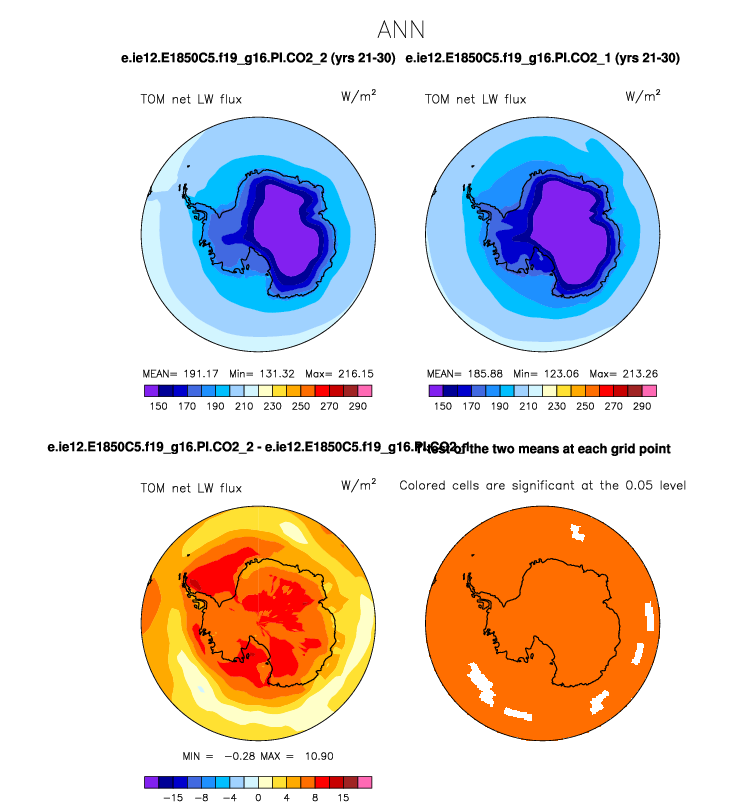 ANN
e.ie12.E1850C5.f19_g16.PI.CO2_2 (yrs 21-30) e.ie12.E1850C5.f19_g16.PI.CO2_1 (yrs 21-30)
TOM net LW flux W/m² TOM net LW flux W/m²
MEAN= 191.17 Min= 131.32 Max= 216.15 MEAN= 185.88 Min= 123.06 Max= 213.26
150 170 190 210 230 250 270 290 150 170 190 210 230 250 270 290
e.ie12.E1850C5.f19_g16.PI.CO2_2 - e.ie12.E1850C5.f19_g16.PI.CO2_1 T-test of the two means at each grid point
TOM net LW flux W/m² Colored cells are significant at the 0.05 level
MIN = -0.28 MAX = 10.90
-15 -8 -4 0 4 8 15